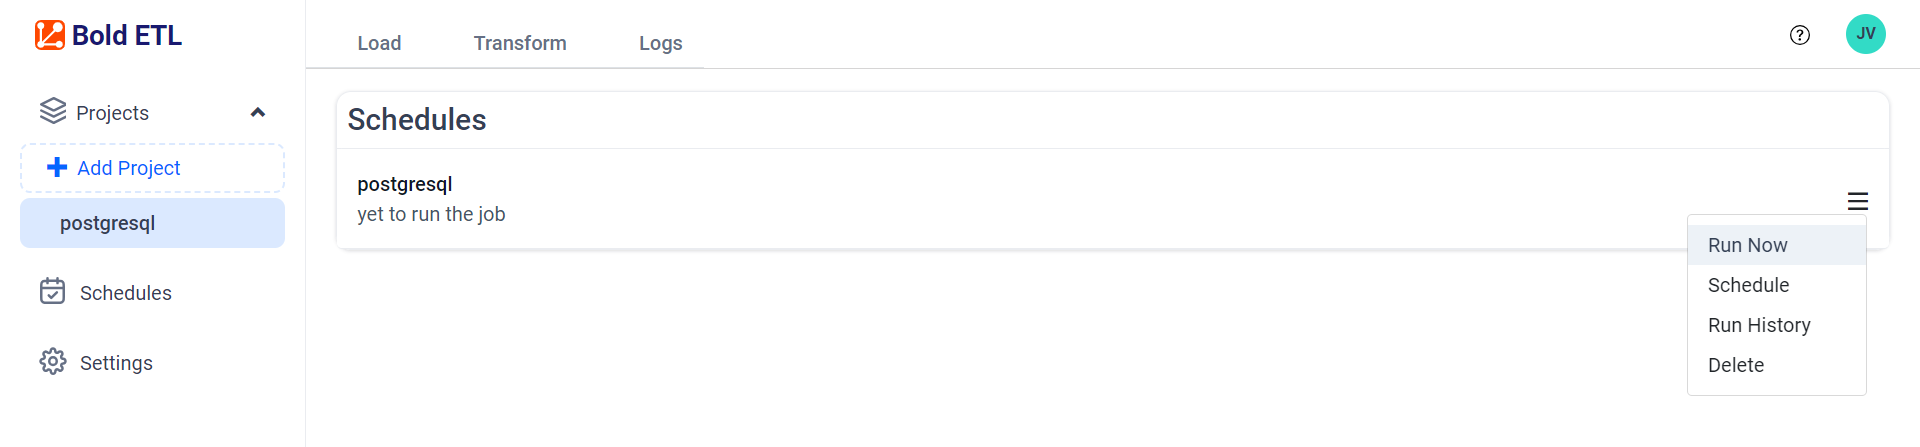 Bold ETL
Load
Transform
Logs
JV
Projects
Add Project
postgresql
Schedules
Settings
Schedules
postgresql
yet to run the job
Run Now
Schedule
Run History
Delete